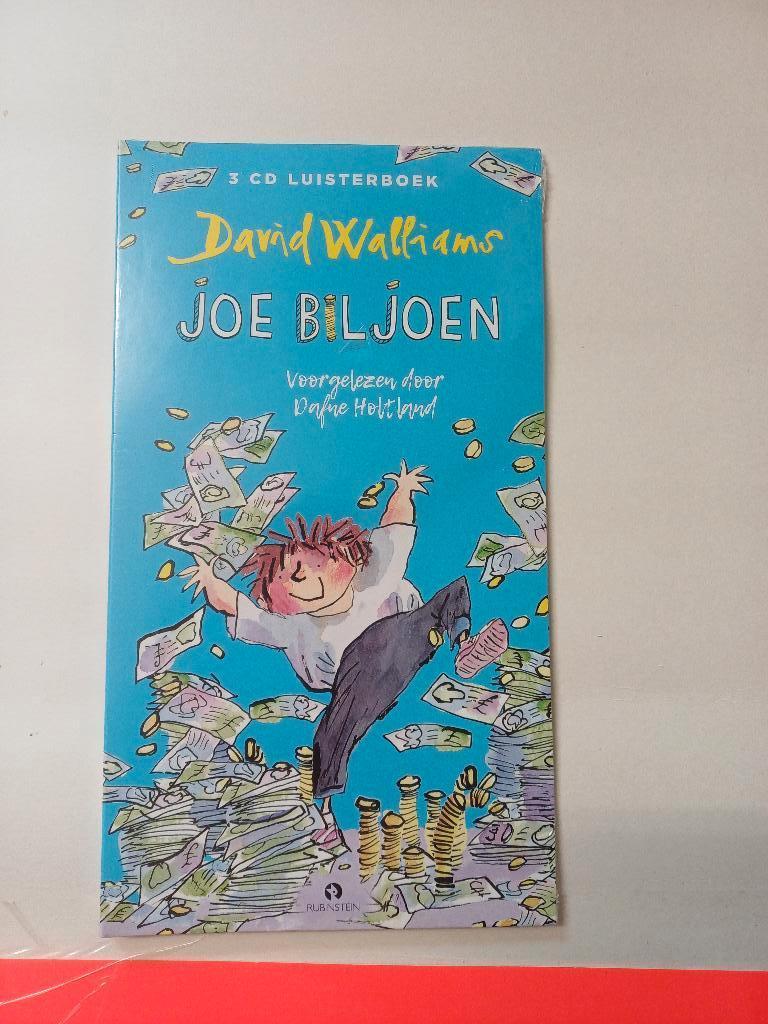 3 CD LUISTERBOEK
David Walliams
JOE BILJOEN
Voorgelezen door
Dafne Holtland
RUBINSTEIN